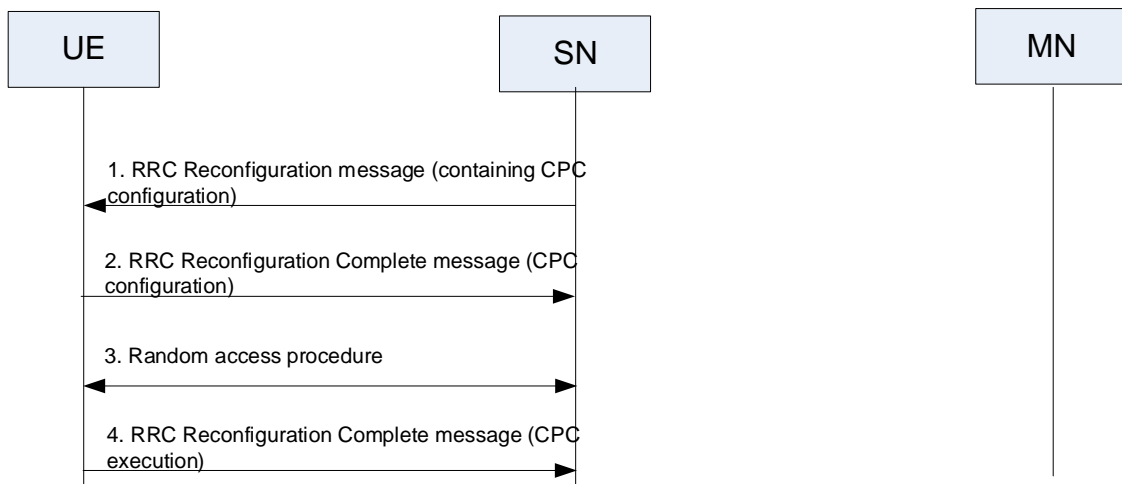 UE
SN
MN
1. RRC Reconfiguration message (containing CPC
configuration)
2. RRC Reconfiguration Complete message (CPC
configuration)
3. Random access procedure
4. RRC Reconfiguration Complete message (CPC
execution)